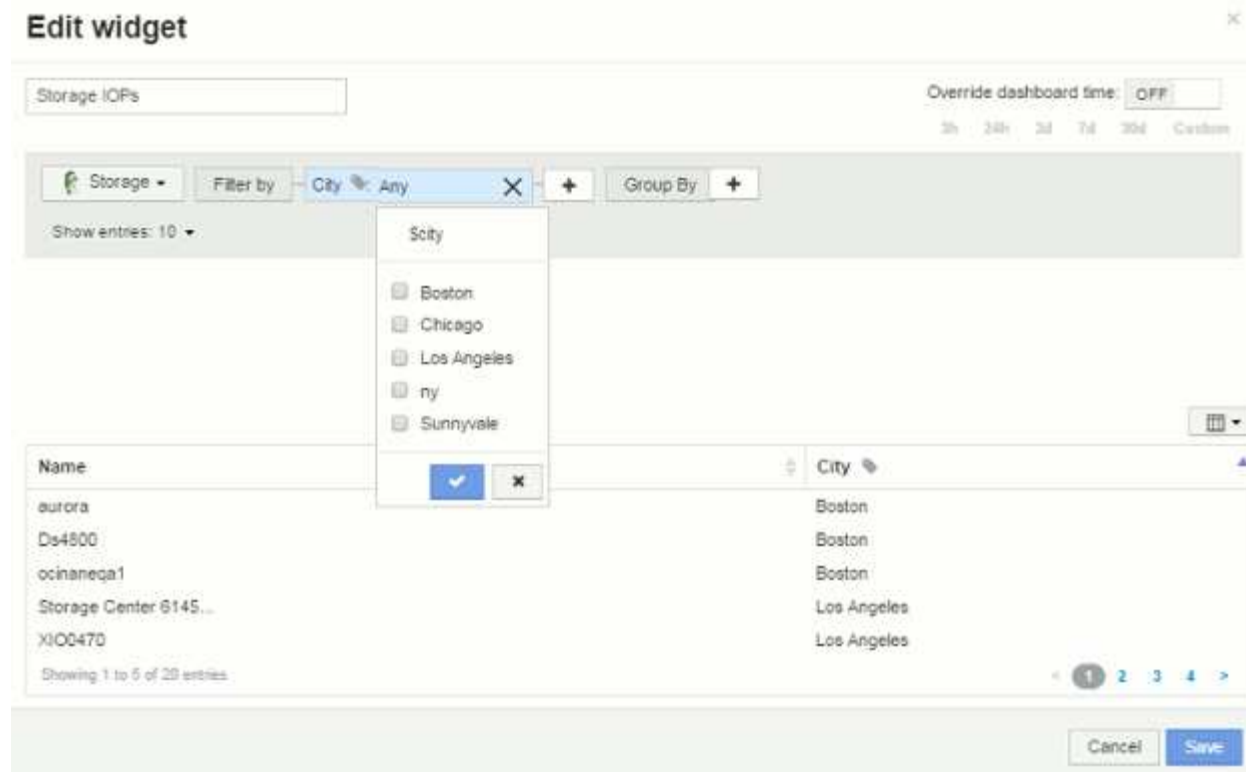 Edit widget
Storage IOPs
Override dashboard time: OFF
3h 24h 3d 7d 30d Custom
Storage Filter by City : Any Group By
Show entries: 10
$city
Boston
Chicago
Los Angeles
ny
Sunnyvale
Name City
aurora Boston
Ds4800 Boston
ocinaneqa1 Boston
Storage Center 6145... Los Angeles
XIO0470 Los Angeles
Showing 1 to 5 of 20 entries < 1 2 3 4 >
Cancel Save